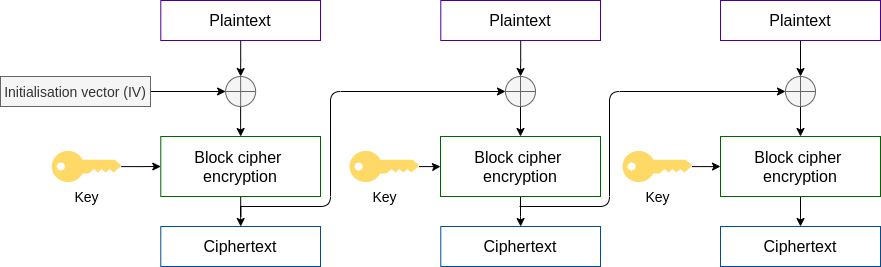 Plaintext
Plaintext
Plaintext
Initialisation vector (IV)
Block cipher
encryption
Block cipher
encryption
Block cipher
encryption
Key
Key
Key
Ciphertext
Ciphertext
Ciphertext